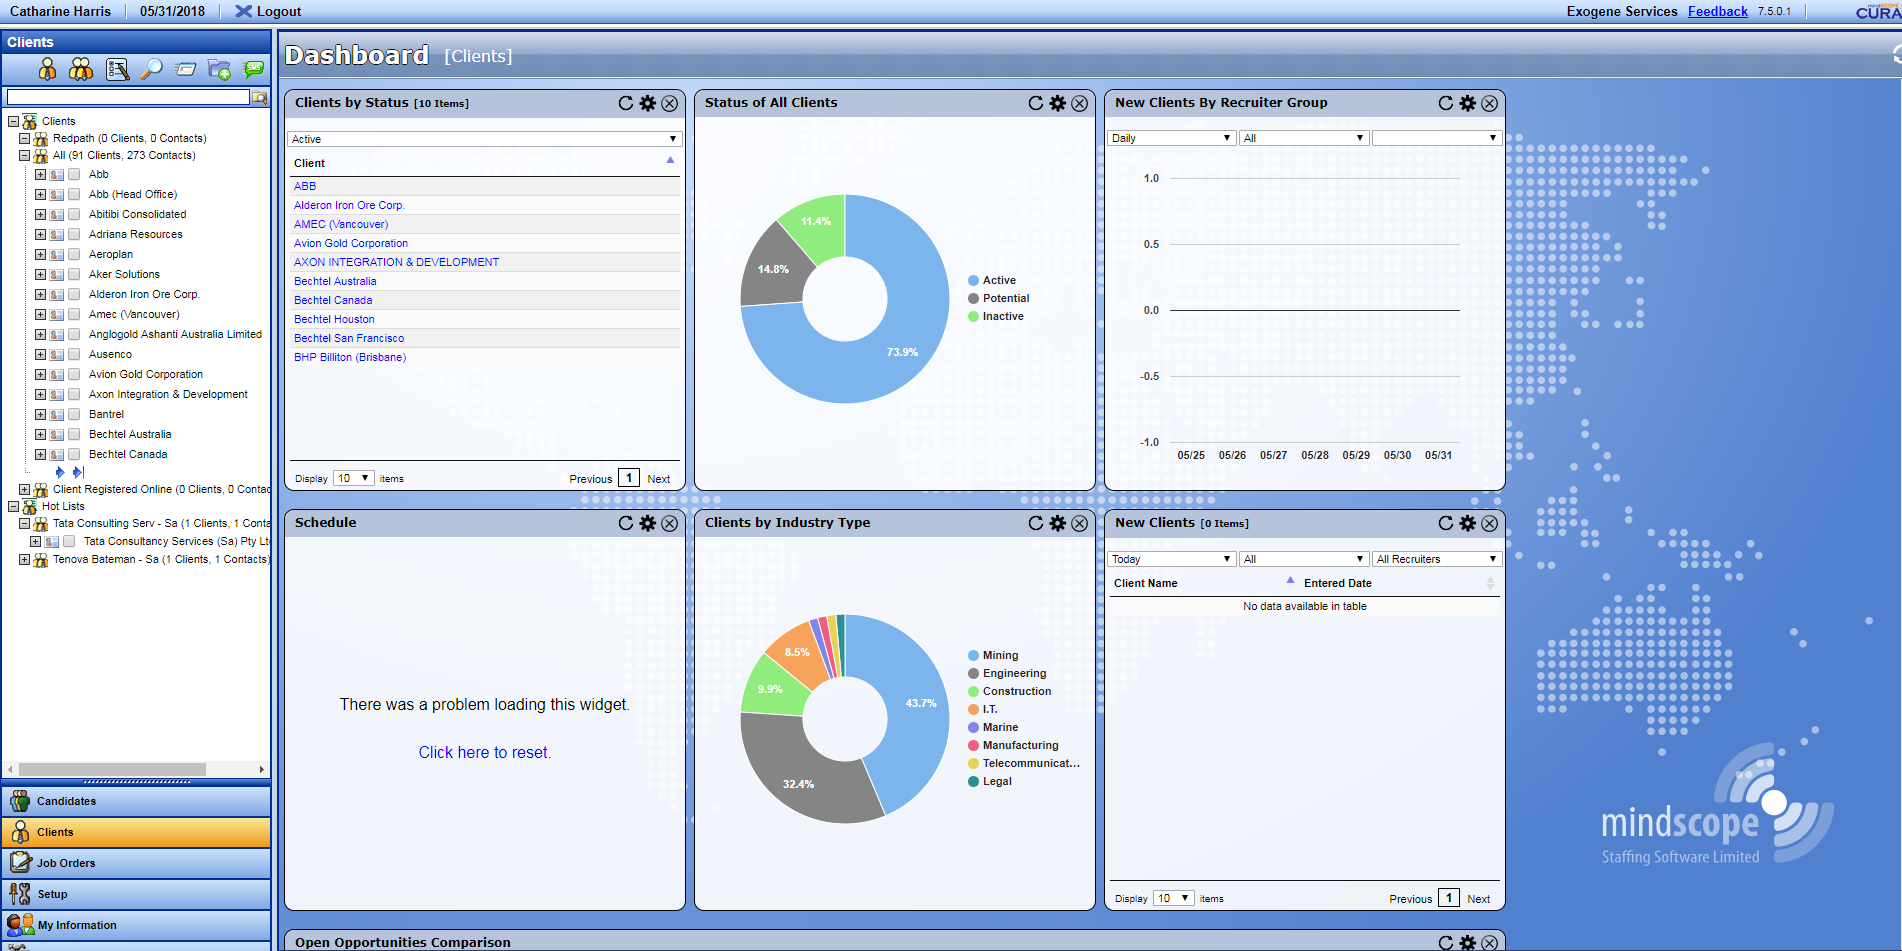 Catharine Harris 05/31/2018 Logout
Exogene Services Feedback 7.5.0.1
Clients
SMS
Clients
Redpath (0 Clients, 0 Contacts)
All (91 Clients, 273 Contacts)
Abb
Abb (Head Office)
Abitibi Consolidated
Adriana Resources
Aeroplan
Aker Solutions
Alderon Iron Ore Corp.
Amec (Vancouver)
Anglogold Ashanti Australia Limited
Ausenco
Avion Gold Corporation
Axon Integration & Development
Bantrel
Bechtel Australia
Bechtel Canada
Client Registered Online (0 Clients, 0 Contac
Hot Lists
Tata Consulting Serv - Sa (1 Clients, 1 Conta
Tata Consultancy Services (Sa) Pty Lt
Tenova Bateman - Sa (1 Clients, 1 Contacts)
Candidates
Clients
Job Orders
Setup
My Information
Dashboard [Clients]
Clients by Status [10 Items]
Active
Client
ABB
Alderon Iron Ore Corp.
AMEC (Vancouver)
Avion Gold Corporation
AXON INTEGRATION & DEVELOPMENT
Bechtel Australia
Bechtel Canada
Bechtel Houston
Bechtel San Francisco
BHP Billiton (Brisbane)
Display 10 items Previous 1 Next
Status of All Clients
11.4%
14.8%
73.9%
Active
Potential
Inactive
New Clients By Recruiter Group
Daily All
1.0
0.5
0.0
-0.5
-1.0
05/25 05/26 05/27 05/28 05/29 05/30 05/31
Schedule
There was a problem loading this widget.
Click here to reset.
Clients by Industry Type
8.5%
9.9%
43.7%
32.4%
Mining
Engineering
Construction
I.T.
Marine
Manufacturing
Telecommunicat...
Legal
New Clients [0 Items]
Today All All Recruiters
Client Name Entered Date
No data available in table
Display 10 items Previous 1 Next
Open Opportunities Comparison
mindscope
Staffing Software Limited